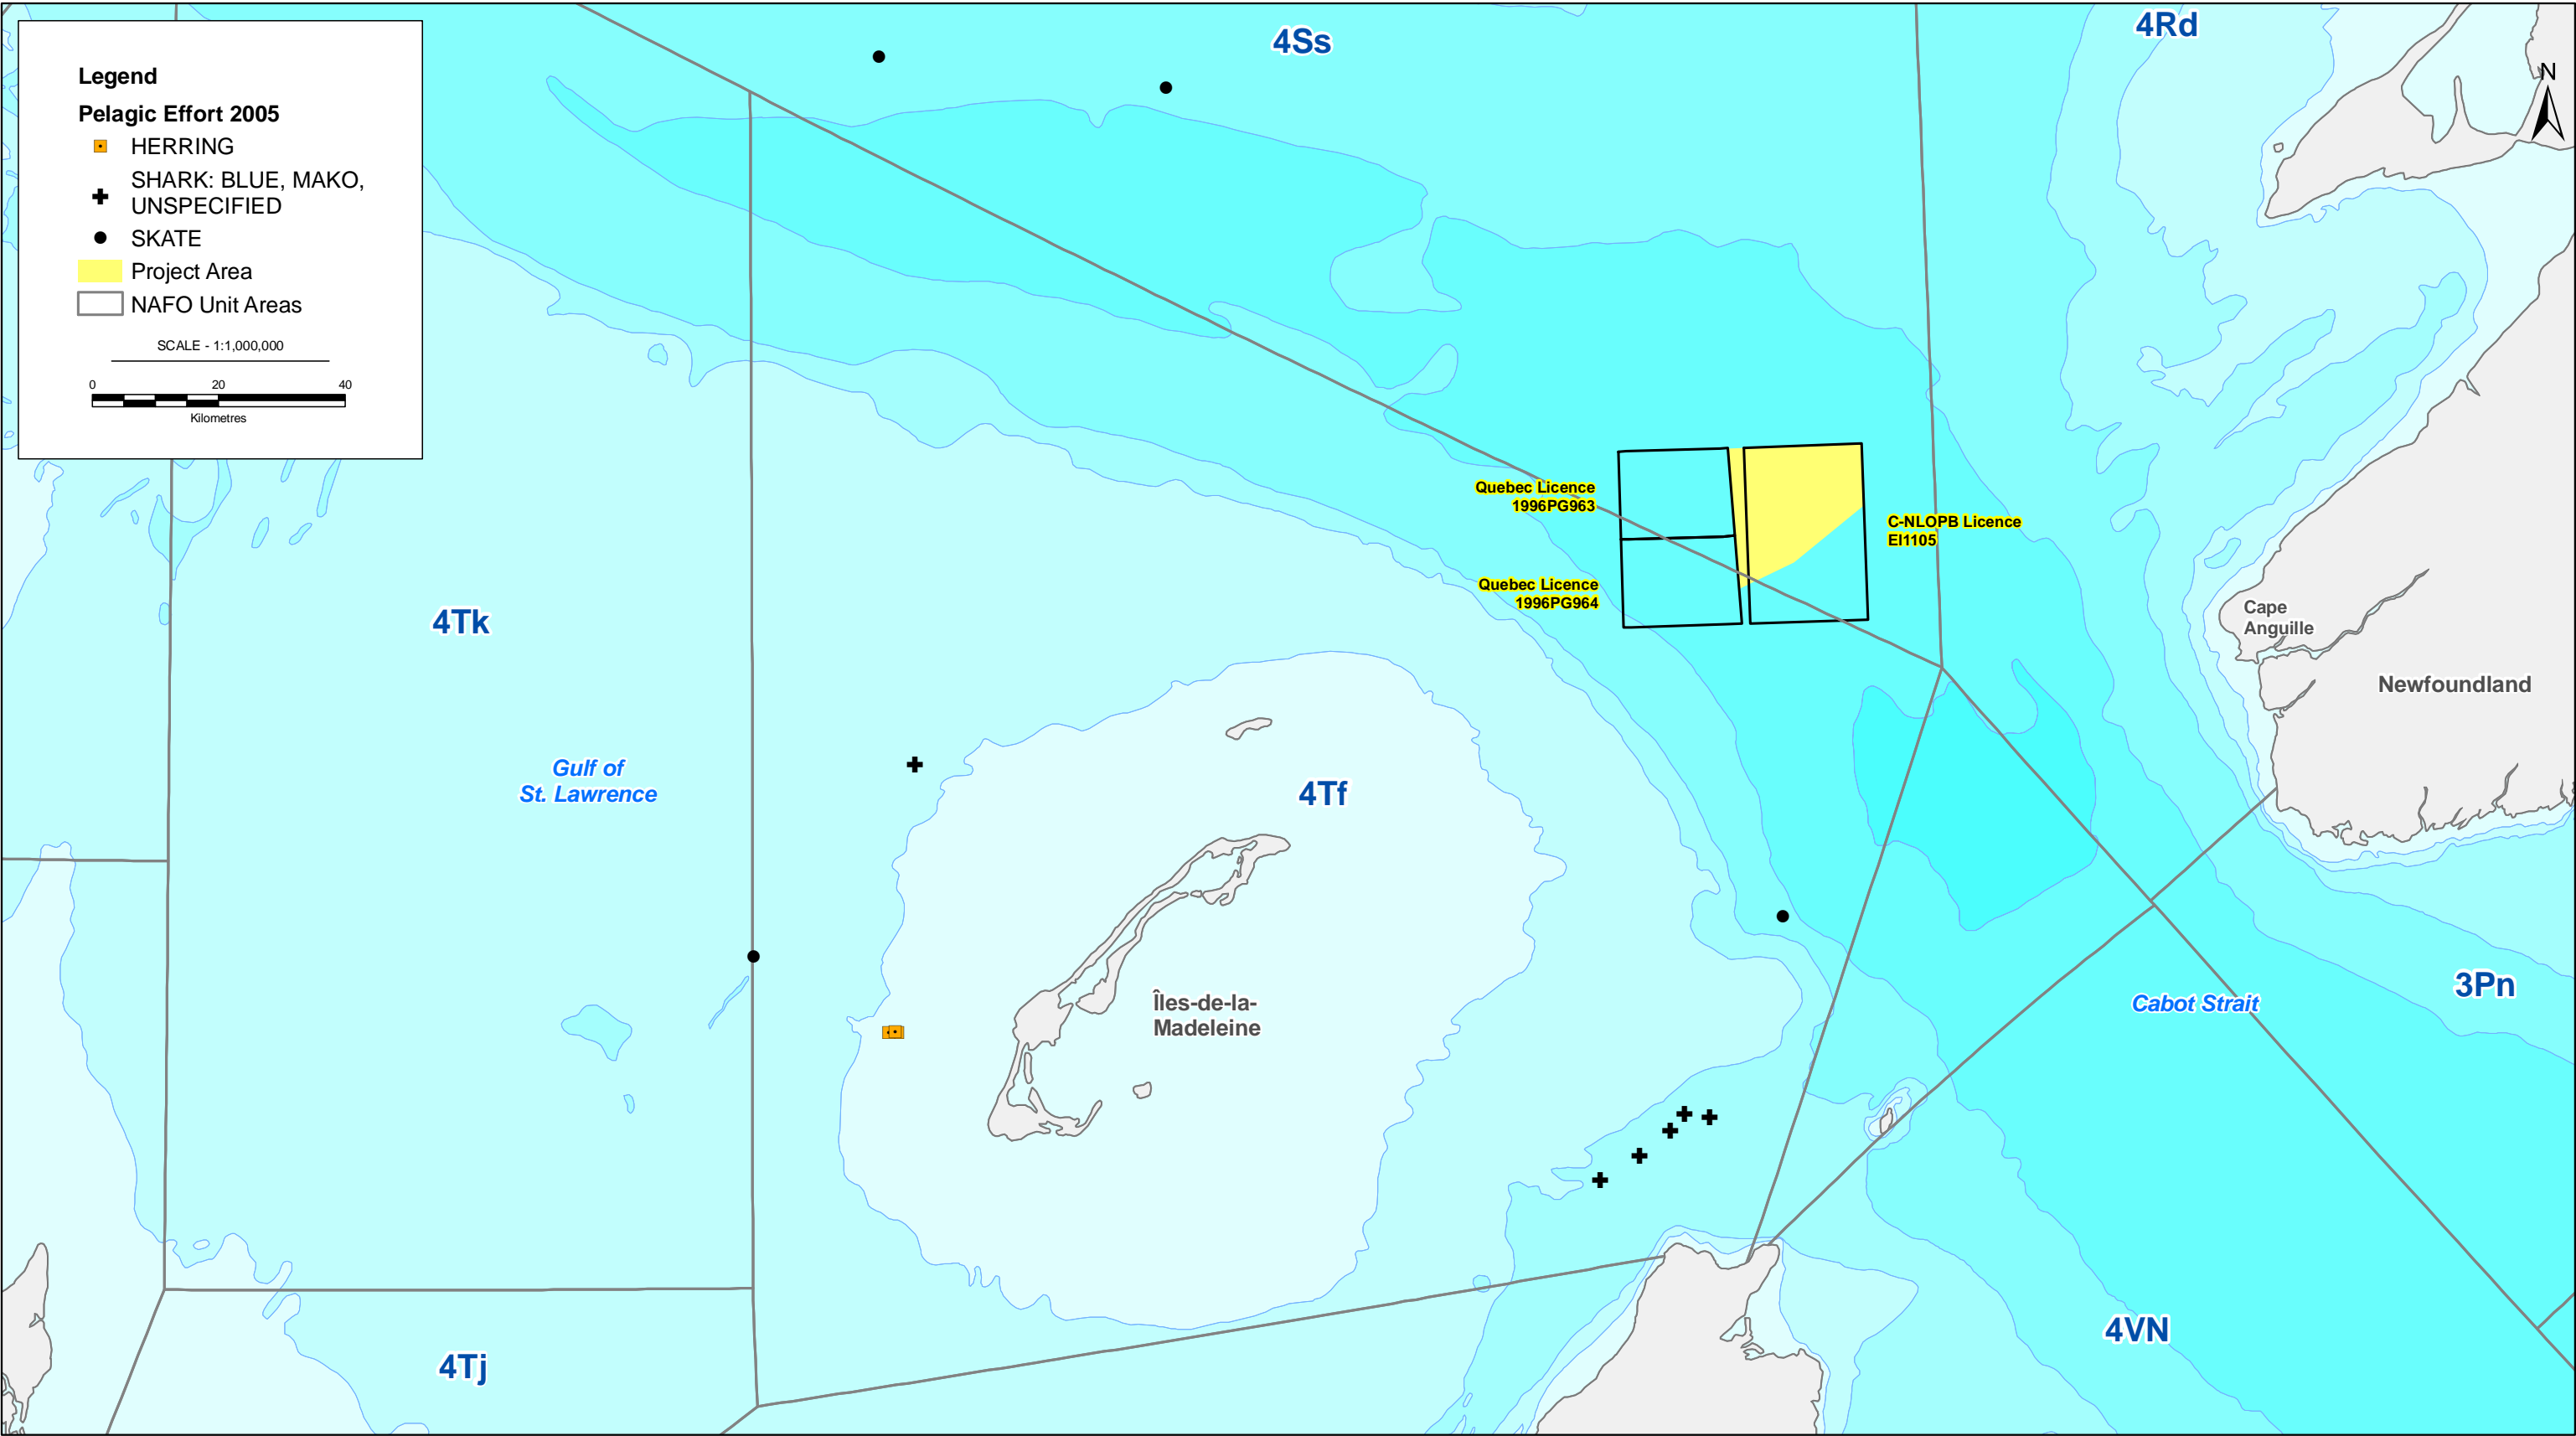 4Ss
4Rd
N
Legend
Pelagic Effort 2005
HERRING
SHARK: BLUE, MAKO,
UNSPECIFIED
SKATE
Project Area
NAFO Unit Areas
SCALE - 1:1,000,000
0 20 40
Kilometres
Quebec Licence
1996PG963
C-NLOPB Licence
EI1105
Quebec Licence
1996PG964
4Tk
Cape
Anguille
Newfoundland
Gulf of
St. Lawrence
4Tf
Îles-de-la-
Madeleine
3Pn
Cabot Strait
4VN
4Tj